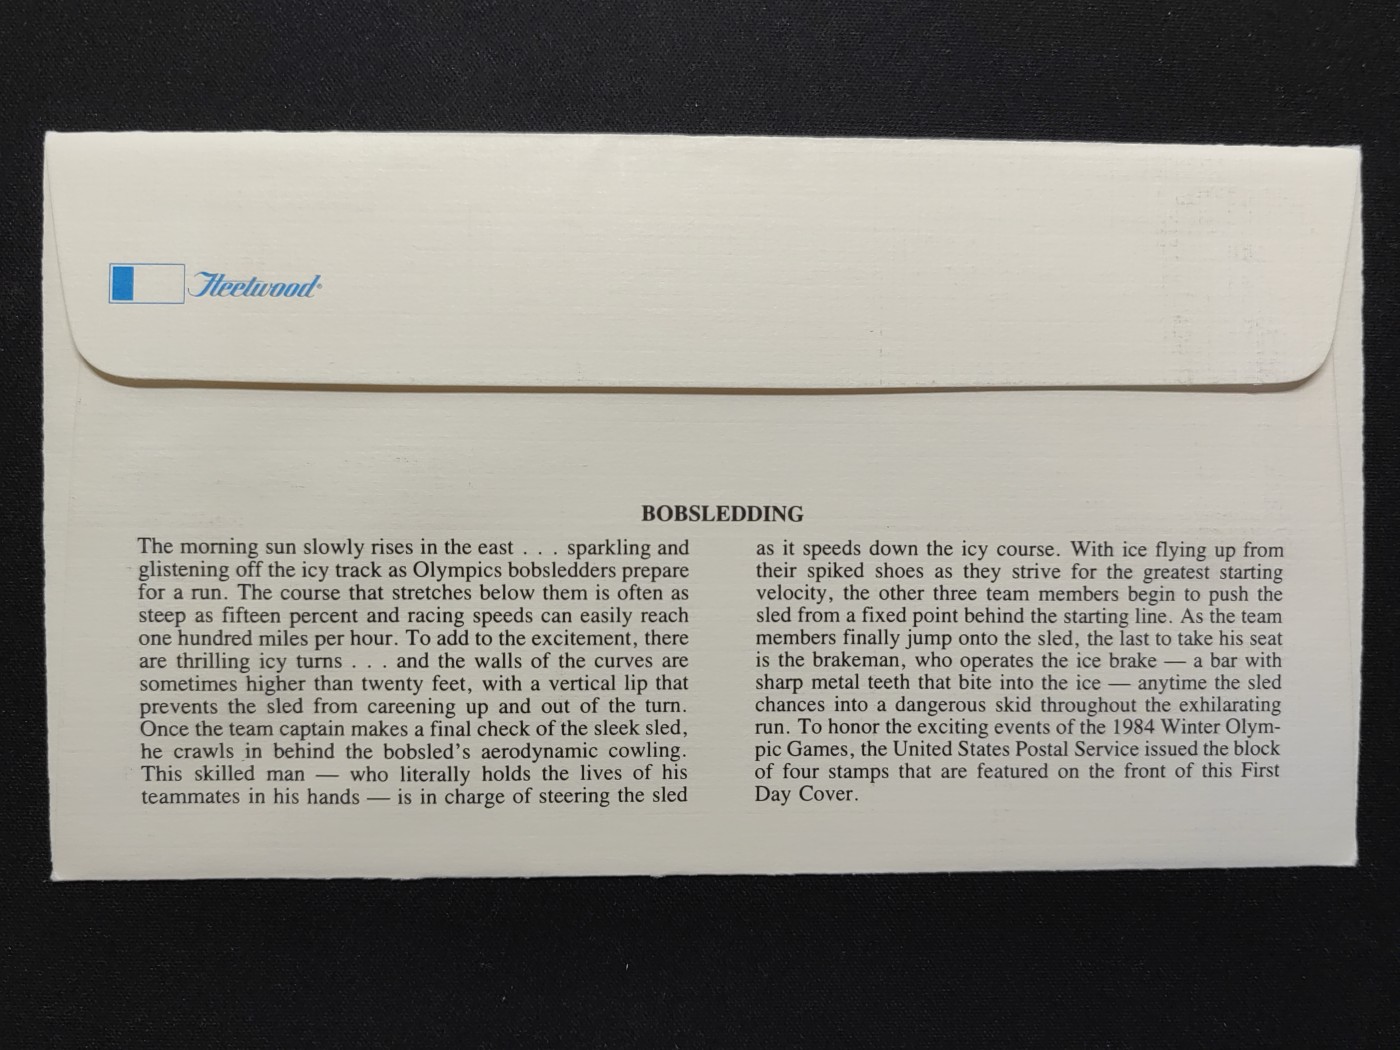 Fleetwood®
BOBSLEDDING
The morning sun slowly rises in the east . . . sparkling and
glistening off the icy track as Olympics bobsledders prepare
for a run. The course that stretches below them is often as
steep as fifteen percent and racing speeds can easily reach
one hundred miles per hour. To add to the excitement, there
are thrilling icy turns . . . and the walls of the curves are
sometimes higher than twenty feet, with a vertical lip that
prevents the sled from careening up and out of the turn.
Once the team captain makes a final check of the sleek sled,
he crawls in behind the bobsled's aerodynamic cowling.
This skilled man — who literally holds the lives of his
teammates in his hands — is in charge of steering the sled
as it speeds down the icy course. With ice flying up from
their spiked shoes as they strive for the greatest starting
velocity, the other three team members begin to push the
sled from a fixed point behind the starting line. As the team
members finally jump onto the sled, the last to take his seat
is the brakeman, who operates the ice brake — a bar with
sharp metal teeth that bite into the ice — anytime the sled
chances into a dangerous skid throughout the exhilarating
run. To honor the exciting events of the 1984 Winter Olym-
pic Games, the United States Postal Service issued the block
of four stamps that are featured on the front of this First
Day Cover.